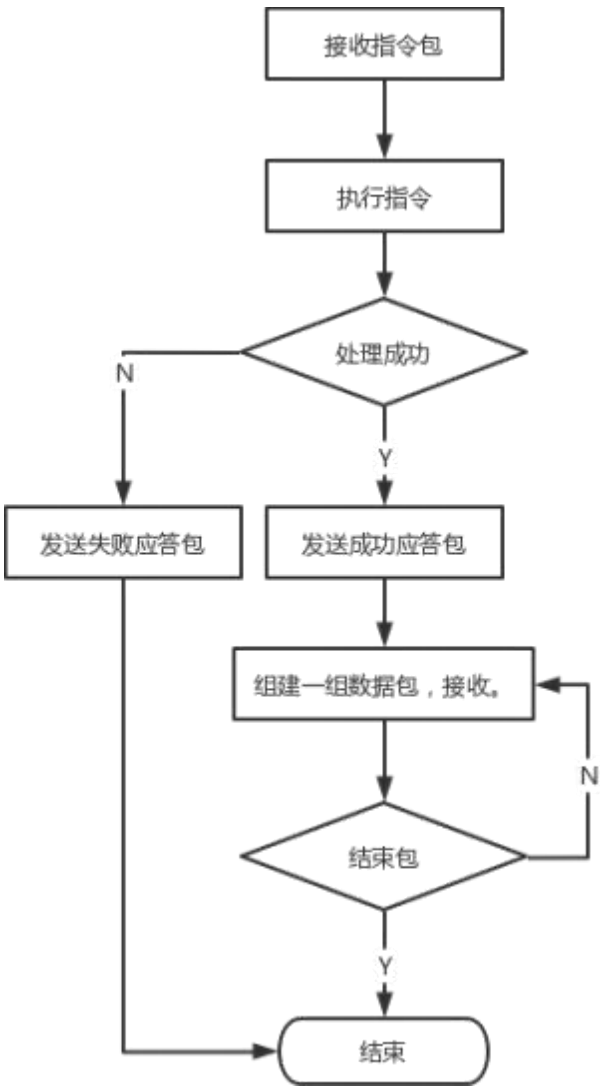 接收指令包
执行指令
处理成功
N
Y
发送失败应答包
发送成功应答包
组建一组数据包，接收。
N
结束包
Y
结束